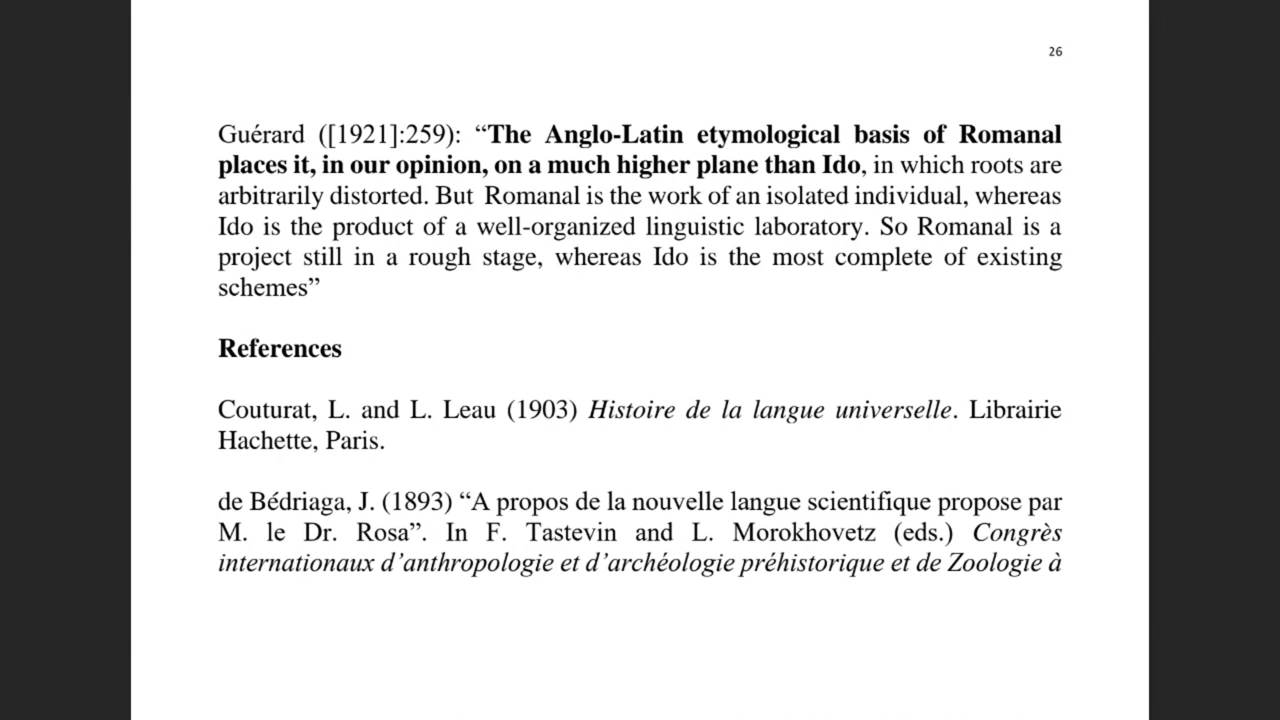 26
Guérard ([1921]:259): “The Anglo-Latin etymological basis of Romanal
places it, in our opinion, on a much higher plane than Ido, in which roots are
arbitrarily distorted. But Romanal is the work of an isolated individual, whereas
Ido is the product of a well-organized linguistic laboratory. So Romanal is a
project still in a rough stage, whereas Ido is the most complete of existing
schemes”
References
Couturat, L. and L. Leau (1903) Histoire de la langue universelle. Librairie
Hachette, Paris.
de Bédriaga, J. (1893) “A propos de la nouvelle langue scientifique propose par
M. le Dr. Rosa”. In F. Tastevin and L. Morokhovetz (eds.) Congrès
internationaux d’anthropologie et d’archéologie préhistorique et de Zoologie à